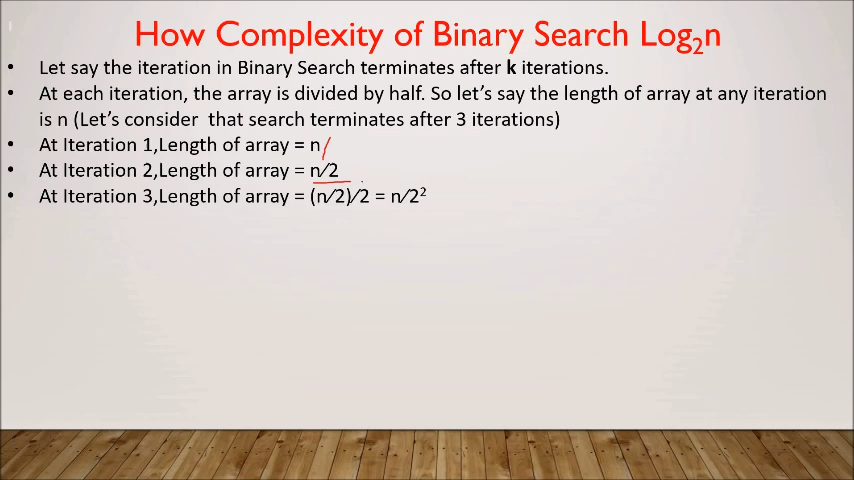 How Complexity of Binary Search Log₂n
• Let say the iteration in Binary Search terminates after k iterations.
• At each iteration, the array is divided by half. So let’s say the length of array at any iteration
is n (Let’s consider that search terminates after 3 iterations)
• At Iteration 1,Length of array = n
• At Iteration 2,Length of array = n⁄2
• At Iteration 3,Length of array = (n⁄2)⁄2 = n⁄2²